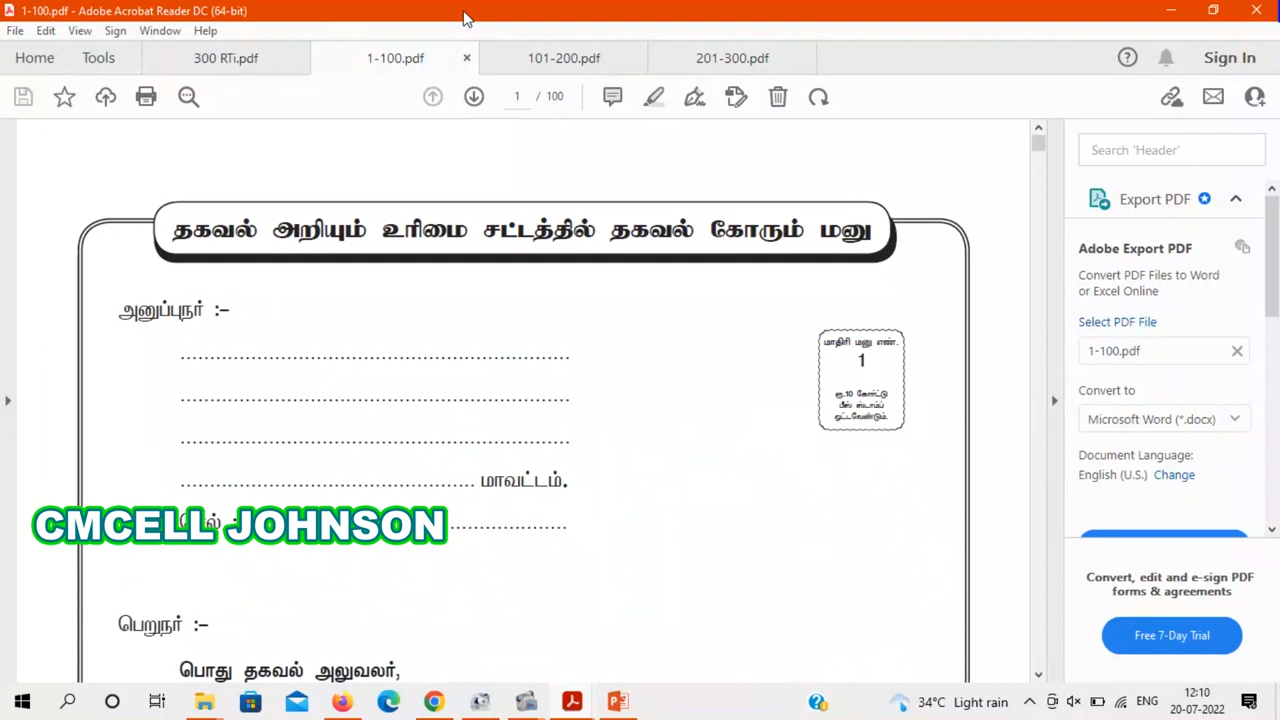 1-100.pdf - Adobe Acrobat Reader DC (64-bit)
File Edit View Sign Window Help
Home Tools 300 RTi.pdf 1-100.pdf 101-200.pdf 201-300.pdf Sign In
1 / 100
Search 'Header'
Export PDF
Adobe Export PDF
Convert PDF Files to Word
or Excel Online
Select PDF File
1-100.pdf
Convert to
Microsoft Word (*.docx)
Document Language:
English (U.S.) Change
Convert, edit and e-sign PDF
forms & agreements
Free 7-Day Trial
தகவல் அறியும் உரிமை சட்டத்தில் தகவல் கோரும் மனு
அனுப்புநர் :-
மாதிரி மனு எண்.
1
ரூ.10 கோர்ட்டு
பீஸ் ஸ்டாம்ப்
ஒட்டவேண்டும்.
மாவட்டம்.
CMCELL JOHNSON
பெறுநர் :-
பொது தகவல் அலுவலர்,
34°C Light rain ENG 12:10
20-07-2022